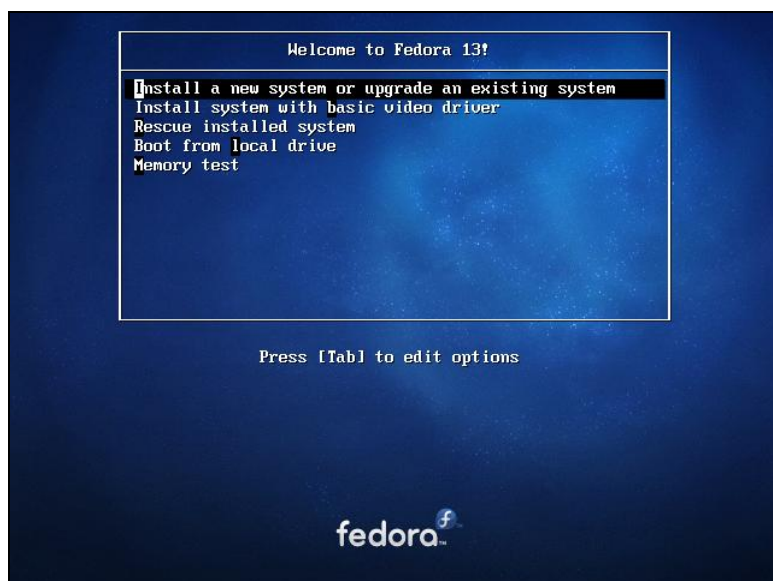 Welcome to Fedora 13!
Install a new system or upgrade an existing system
Install system with basic video driver
Rescue installed system
Boot from local drive
Memory test
Press [Tab] to edit options
fedora™